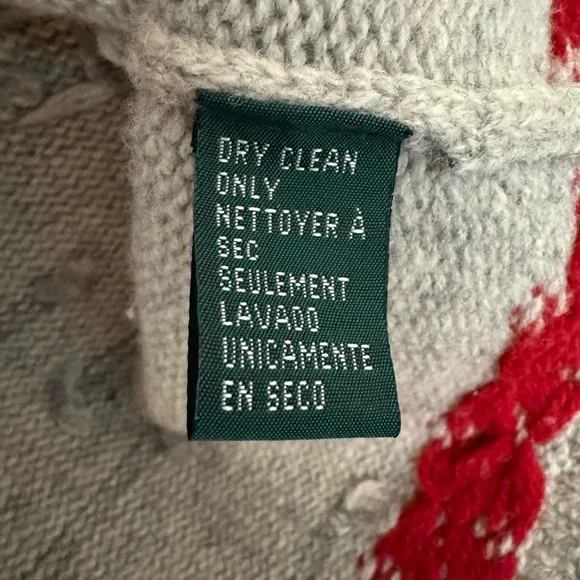 DRY CLEAN
ONLY
NETTOYER À
SEC
SEULEMENT
LAVADO
UNICAMENTE
EN SECO